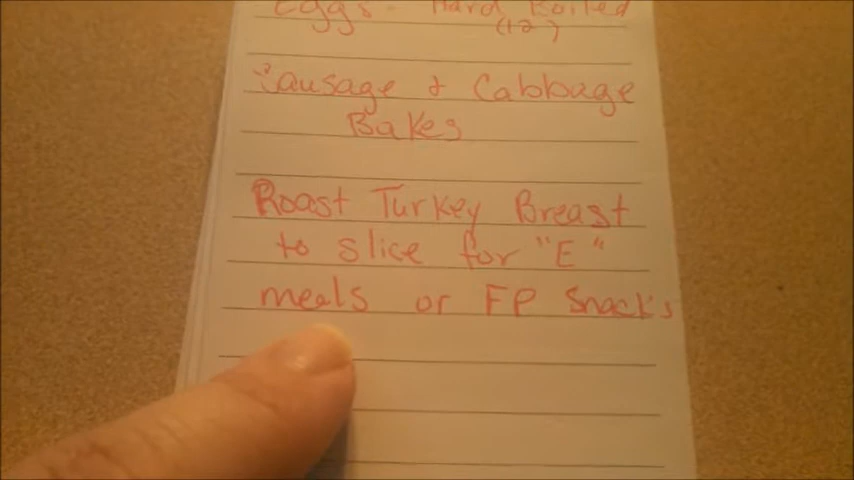 Eggs - Hard Boiled
(12)
Sausage & Cabbage
Bakes
Roast Turkey Breast
to slice for "E"
meals or FP Snacks